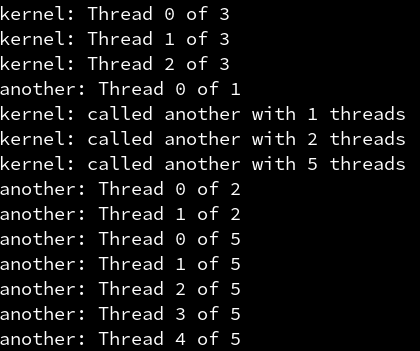 kernel: Thread 0 of 3
kernel: Thread 1 of 3
kernel: Thread 2 of 3
another: Thread 0 of 1
kernel: called another with 1 threads
kernel: called another with 2 threads
kernel: called another with 5 threads
another: Thread 0 of 2
another: Thread 1 of 2
another: Thread 0 of 5
another: Thread 1 of 5
another: Thread 2 of 5
another: Thread 3 of 5
another: Thread 4 of 5